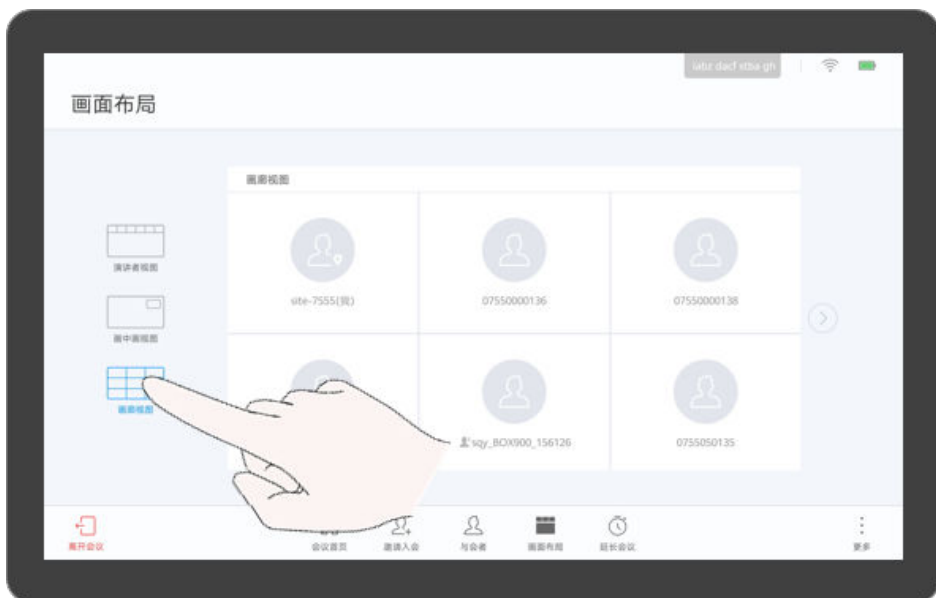 画面布局
画廊视图
演讲者视图
site-7555(我)
07550000136
07550000138
画中画视图
画廊视图
sqy_BOX900_156126
0755050135
离开会议
会议首页
邀请入会
与会者
画面布局
延长会议
更多